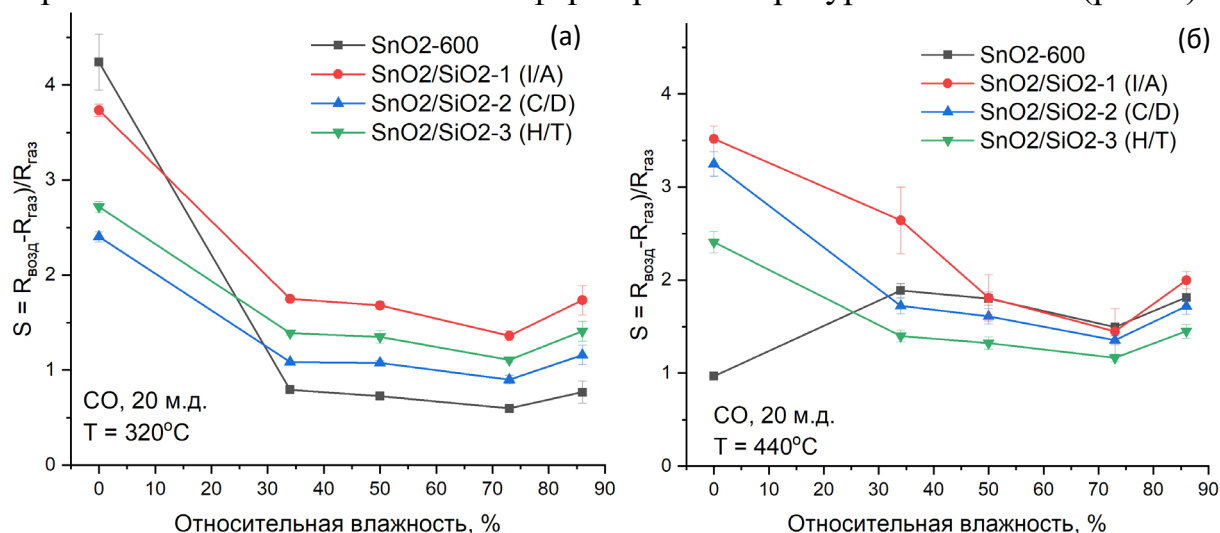 (а)
SnO2-600
SnO2/SiO2-1 (I/A)
SnO2/SiO2-2 (C/D)
SnO2/SiO2-3 (H/T)
S = Rвозд-Rгаз)/Rгаз
4
3
2
1
0
CO, 20 м.д.
T = 320°C
0 10 20 30 40 50 60 70 80 90
Относительная влажность, %
(б)
SnO2-600
SnO2/SiO2-1 (I/A)
SnO2/SiO2-2 (C/D)
SnO2/SiO2-3 (H/T)
S = Rвозд-Rгаз)/Rгаз
4
3
2
1
0
CO, 20 м.д.
T = 440°C
0 10 20 30 40 50 60 70 80 90
Относительная влажность, %